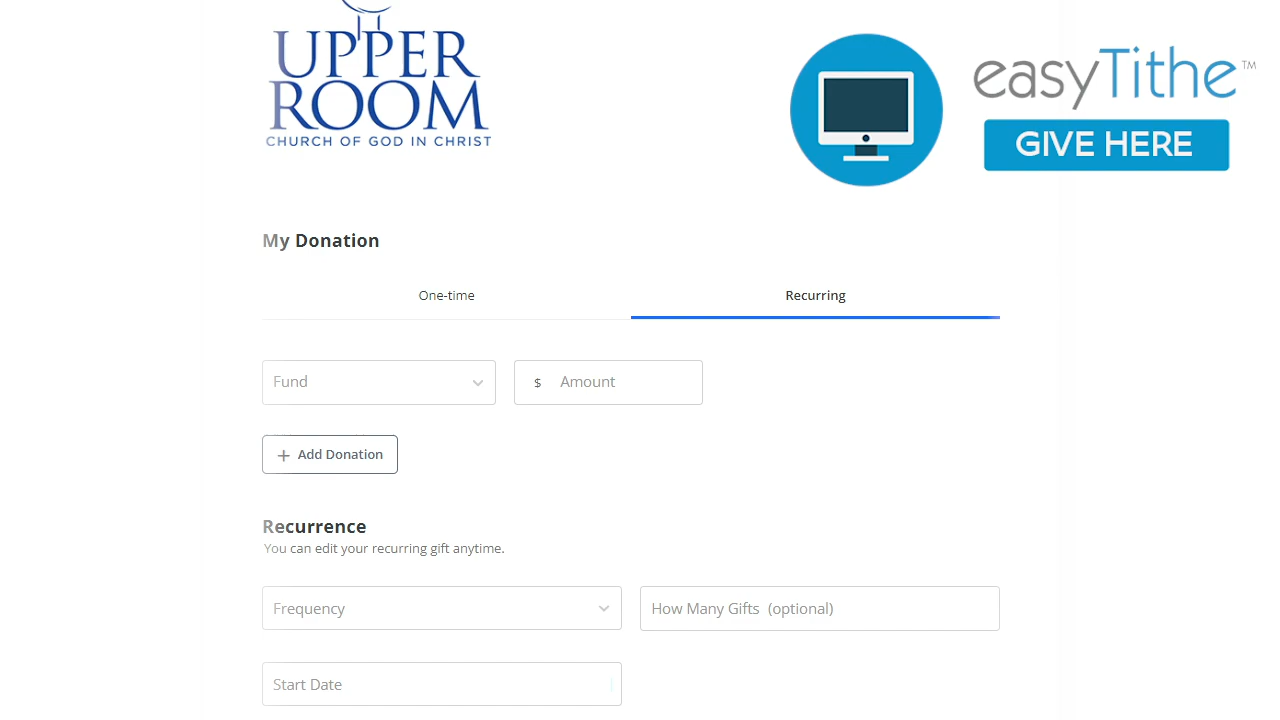 UPPER
ROOM
CHURCH OF GOD IN CHRIST
easyTithe™
GIVE HERE
My Donation
One-time
Recurring
Fund
$ Amount
+ Add Donation
Recurrence
You can edit your recurring gift anytime.
Frequency
How Many Gifts (optional)
Start Date